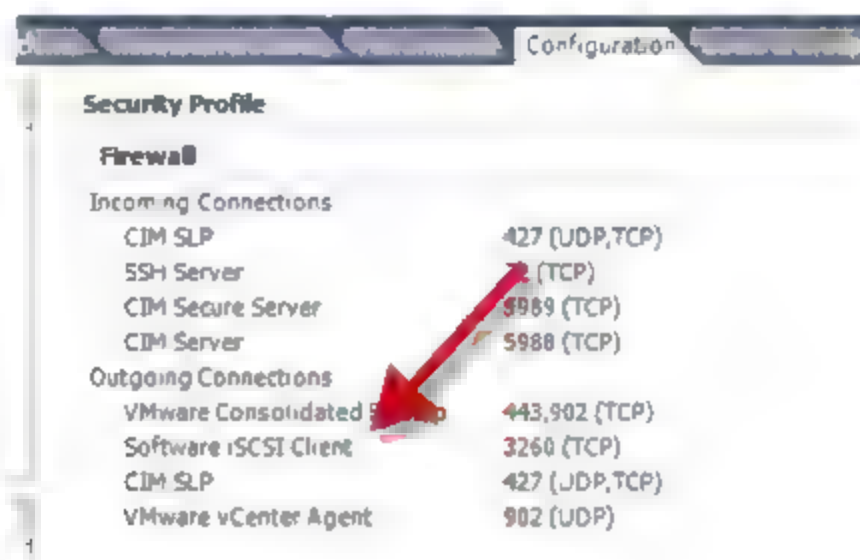 Configuration
Security Profile
Firewall
Incoming Connections
CIM SLP 427 (UDP,TCP)
SSH Server (TCP)
CIM Secure Server 5989 (TCP)
CIM Server 5988 (TCP)
Outgoing Connections
VMware Consolidated 443,902 (TCP)
Software iSCSI Client 3260 (TCP)
CIM SLP 427 (UDP,TCP)
VMware vCenter Agent 902 (UDP)